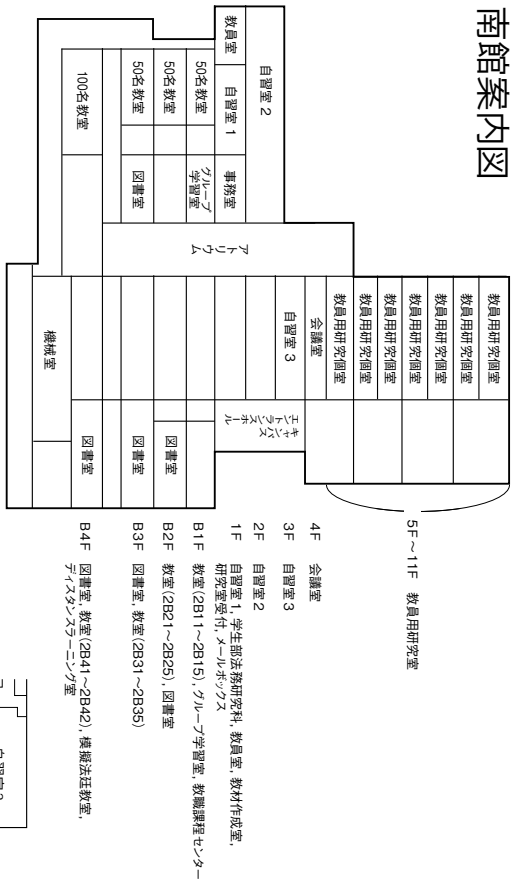 南館案内図
教員用研究個室
教員用研究個室
教員用研究個室
教員用研究個室
教員用研究個室
教員用研究個室
教員用研究個室
会議室
自習室 3
自習室 2
教員室
自習室 1
事務室
50名教室
グループ
学習室
50名教室
50名教室
図書室
100名教室
アトリウム
キャンパス
エントランスホール
図書室
図書室
図書室
機械室
5F～11F 教員用研究室
4F 会議室
3F 自習室3
2F 自習室2
1F 自習室1, 学生部法務研究科, 教員室, 教材作成室,
研究室受付, メールボックス
B1F 教室(2B11～2B15), グループ学習室, 教職課程センター
B2F 教室(2B21～2B25), 図書室
B3F 図書室, 教室(2B31～2B35)
B4F 図書室, 教室(2B41～2B42), 模擬法廷教室,
ディスタンスラーニング室